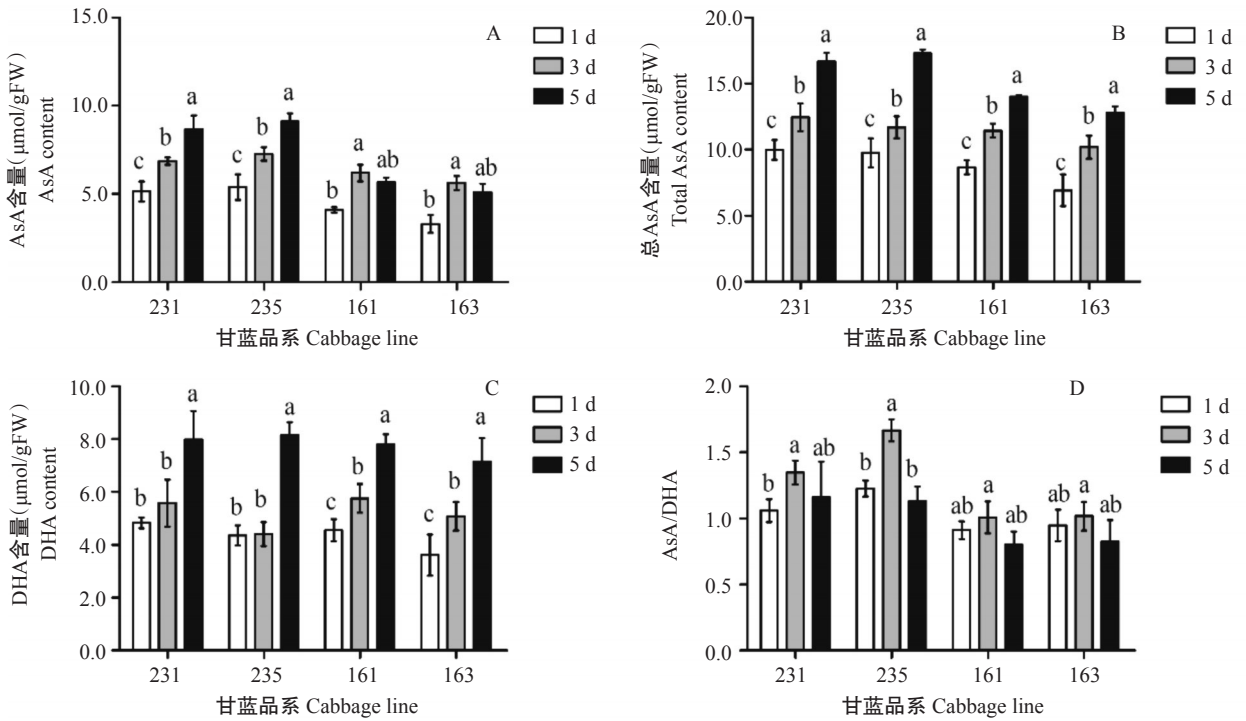 A
15.0
10.0
5.0
0.0
AsA含量(μmol/gFW)
AsA content
1 d
3 d
5 d
c b a
c b a
b a ab
b a ab
231 235 161 163
甘蓝品系 Cabbage line
B
20.0
15.0
10.0
5.0
0.0
总AsA含量(μmol/gFW)
Total AsA content
1 d
3 d
5 d
c b a
c b a
c b a
c b a
231 235 161 163
甘蓝品系 Cabbage line
C
10.0
8.0
6.0
4.0
2.0
0.0
DHA含量(μmol/gFW)
DHA content
1 d
3 d
5 d
b b a
b b a
c b a
c b a
231 235 161 163
甘蓝品系 Cabbage line
D
2.0
1.5
1.0
0.5
0.0
AsA/DHA
1 d
3 d
5 d
b a ab
b a b
ab a ab
ab a ab
231 235 161 163
甘蓝品系 Cabbage line